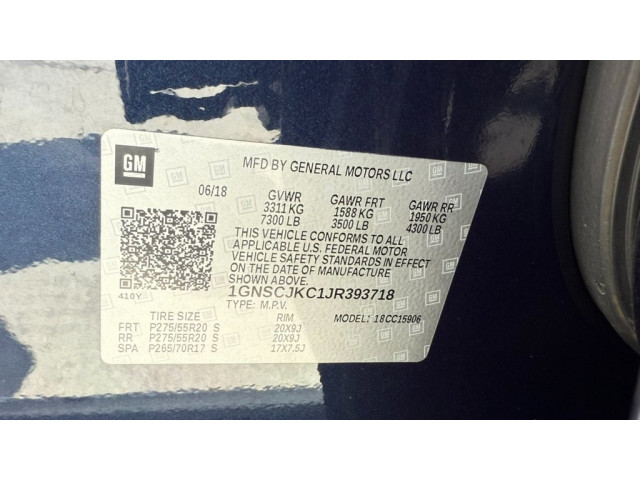 GM
MFD BY GENERAL MOTORS LLC
06/18 GVWR GAWR FRT GAWR RR
3311 KG 1588 KG 1950 KG
7300 LB 3500 LB 4300 LB
THIS VEHICLE CONFORMS TO ALL
APPLICABLE U.S. FEDERAL MOTOR
VEHICLE SAFETY STANDARDS IN EFFECT
ON THE DATE OF MANUFACTURE
SHOWN ABOVE.
410Y 1GNSCJKC1JR393718
TYPE: M.P.V. MODEL: 18CC15906
TIRE SIZE RIM
FRT P275/55R20 S 20X9J
RR P275/55R20 S 20X9J
SPA P265/70R17 S 17X7.5J